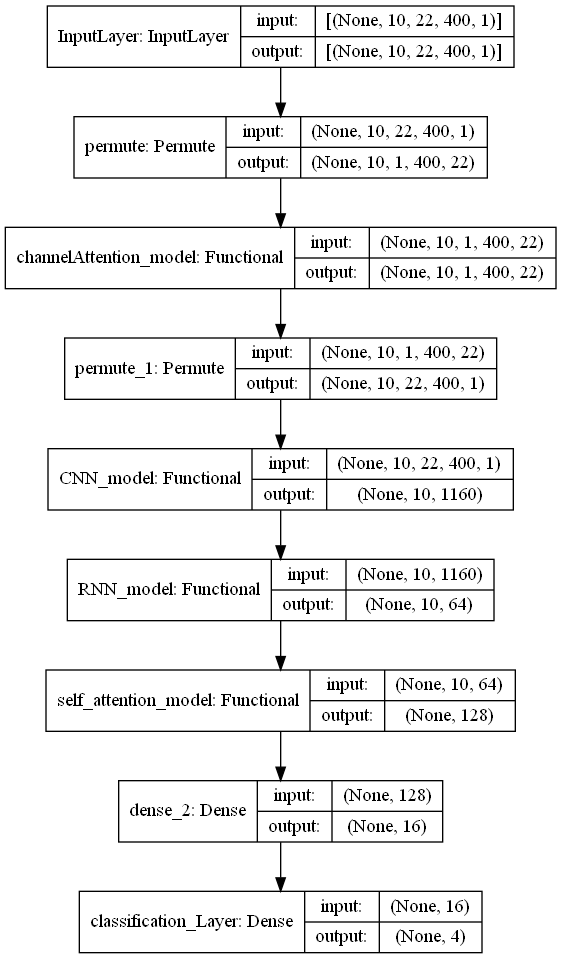 InputLayer: InputLayer
input: [(None, 10, 22, 400, 1)]
output: [(None, 10, 22, 400, 1)]
permute: Permute
input: (None, 10, 22, 400, 1)
output: (None, 10, 1, 400, 22)
channelAttention_model: Functional
input: (None, 10, 1, 400, 22)
output: (None, 10, 1, 400, 22)
permute_1: Permute
input: (None, 10, 1, 400, 22)
output: (None, 10, 22, 400, 1)
CNN_model: Functional
input: (None, 10, 22, 400, 1)
output: (None, 10, 1160)
RNN_model: Functional
input: (None, 10, 1160)
output: (None, 10, 64)
self_attention_model: Functional
input: (None, 10, 64)
output: (None, 128)
dense_2: Dense
input: (None, 128)
output: (None, 16)
classification_Layer: Dense
input: (None, 16)
output: (None, 4)